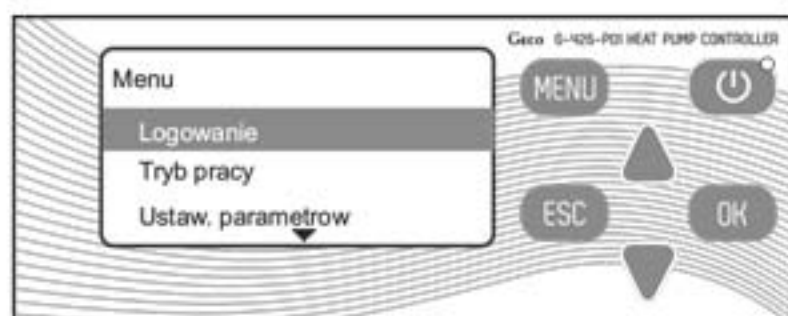 Geco G-426-P01 HEAT PUMP CONTROLLER
Menu
Logowanie
Tryb pracy
Ustaw. parametrow
MENU
ESC
OK